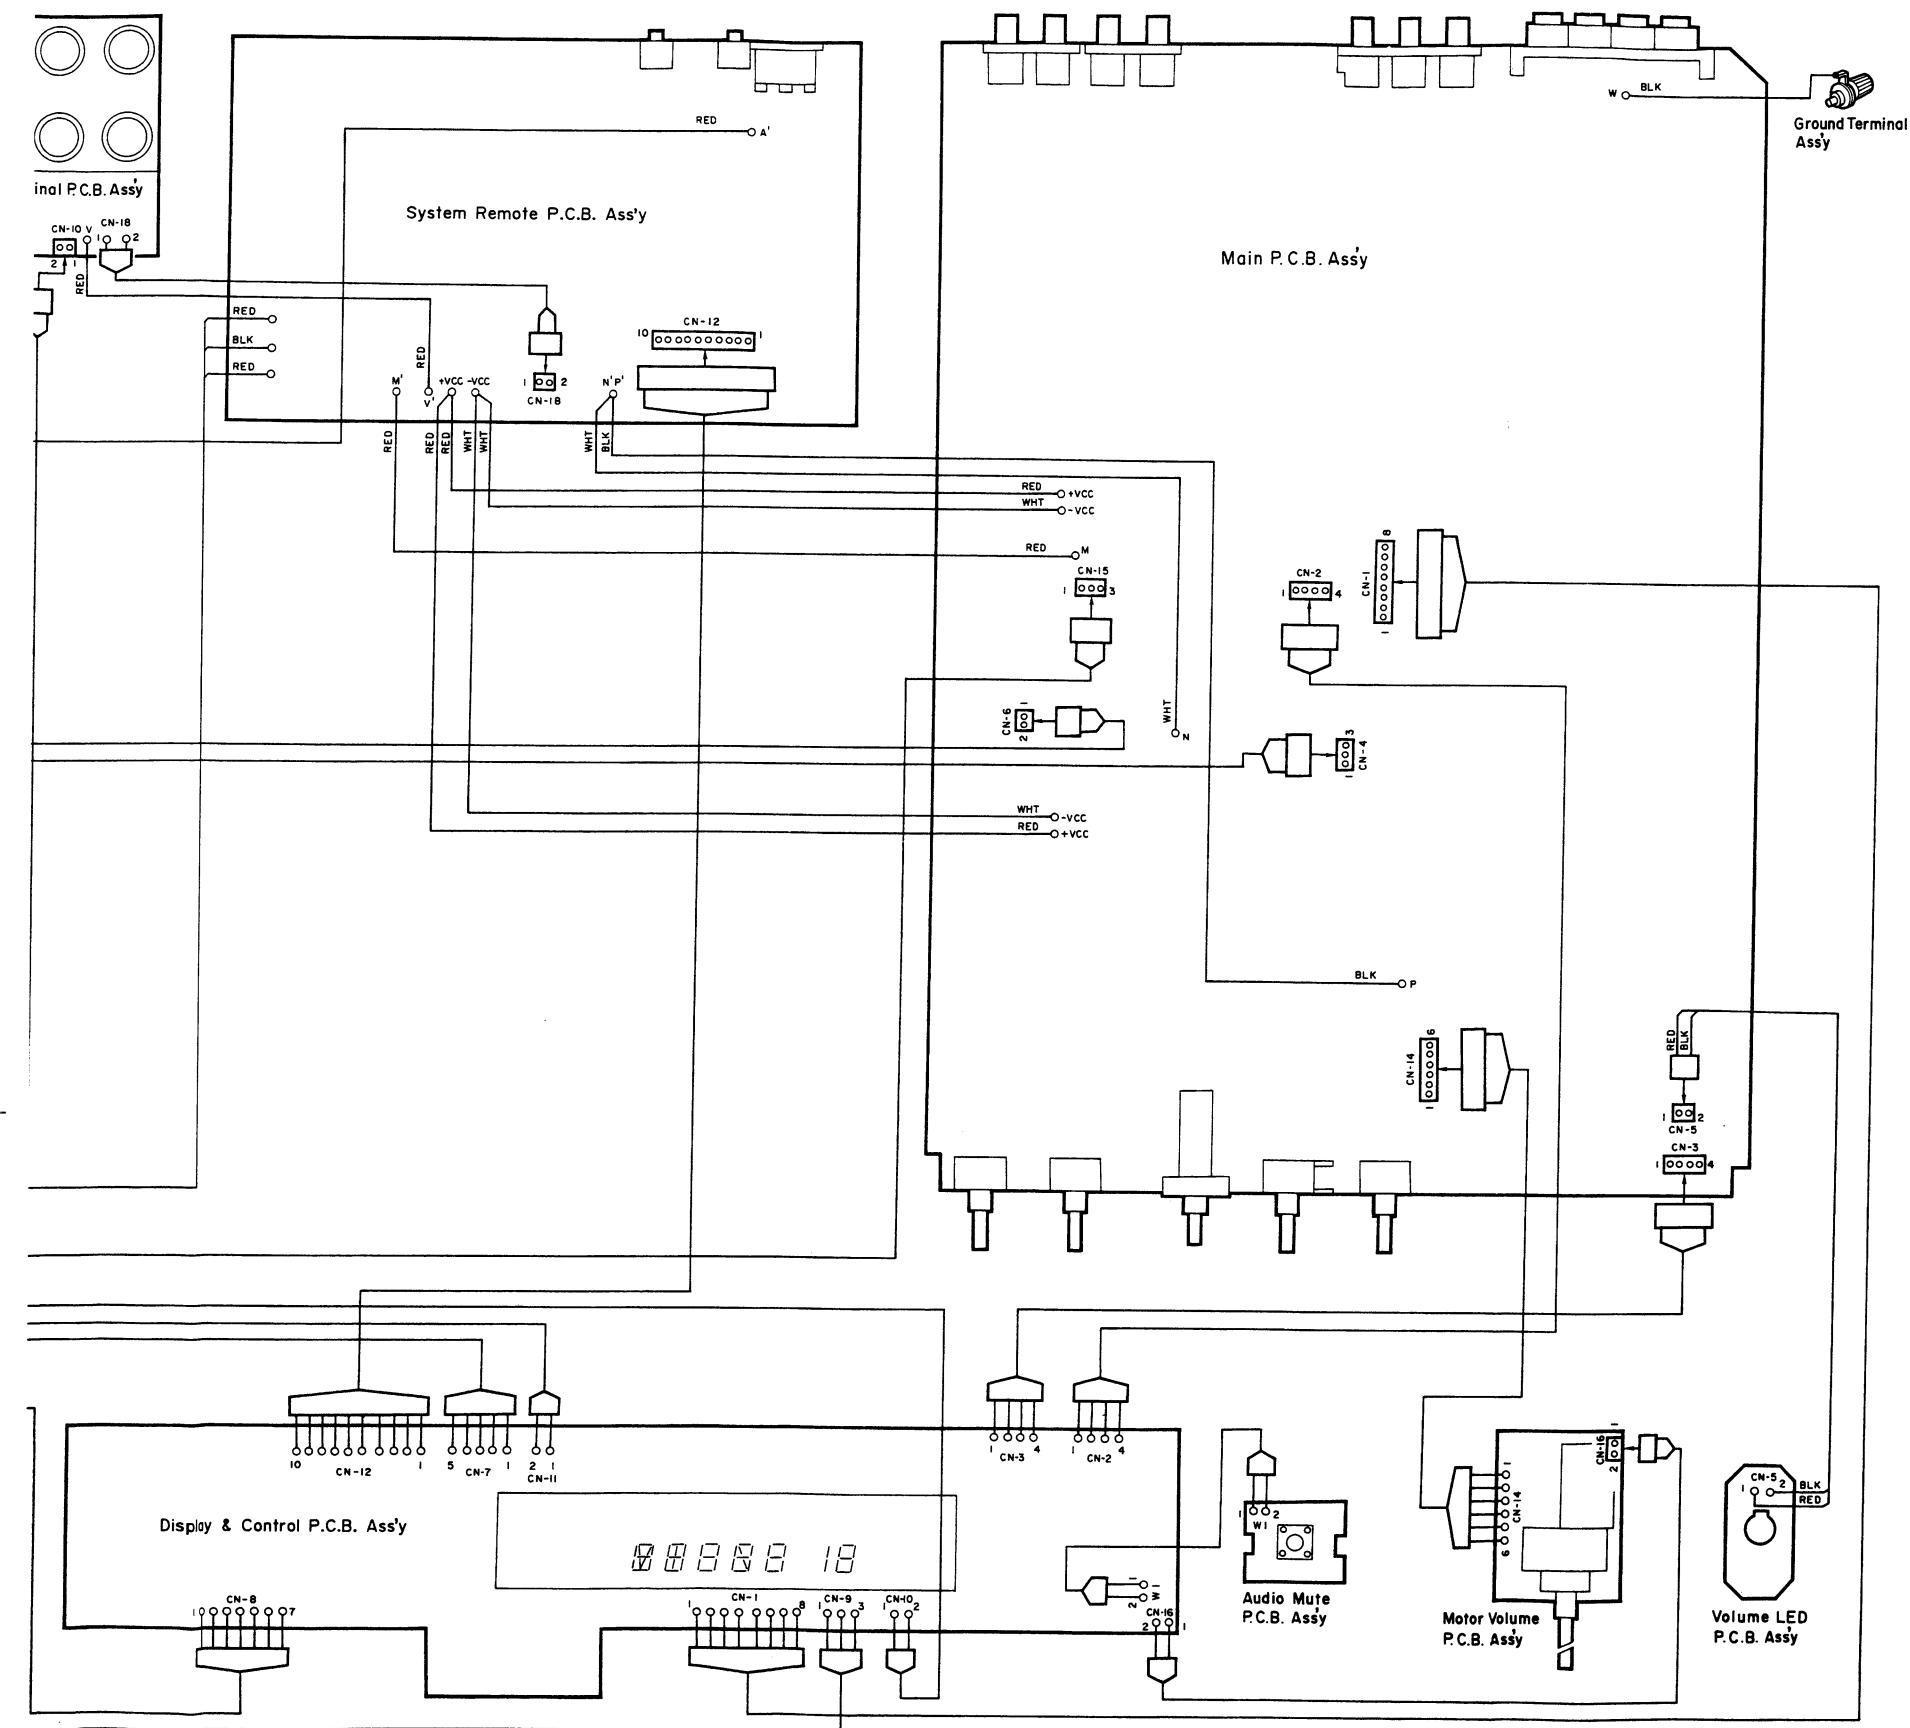 W BLK
Ground Terminal
Ass'y
RED A'
inal P.C.B. Ass'y
System Remote P.C.B. Ass'y
CN-10 V CN-18
1 2
2 1
RED
Main P.C.B. Ass'y
RED
BLK
RED
CN-12
10 1
RED
M' V' +VCC -VCC
1 2
CN-18
N' P'
RED RED RED WHT WHT WHT BLK
RED +VCC
WHT -VCC
RED M
CN-15
1 3
CN-2
1 4
CN-1
8
1
CN-6
1
2
WHT
N
3
CN-4
1
WHT -VCC
RED +VCC
BLK P
RED BLK
CN-14
6
1
1 2
CN-5
CN-3
1 4
10 CN-12 1
5 CN-7 1
2 1
CN-11
1 CN-3 4
1 CN-2 4
Display & Control P.C.B. Ass'y
18
1 2
W1
CN-16
1
2
1
CN-14
6
CN-5
1 2
BLK
RED
CN-8
1 7
CN-1
1 8
CN-9
1 3
CN-10
1 2
1
2
W1
CN-16
2 1
Audio Mute
P.C.B. Ass'y
Motor Volume
P.C.B. Ass'y
Volume LED
P.C.B. Ass'y